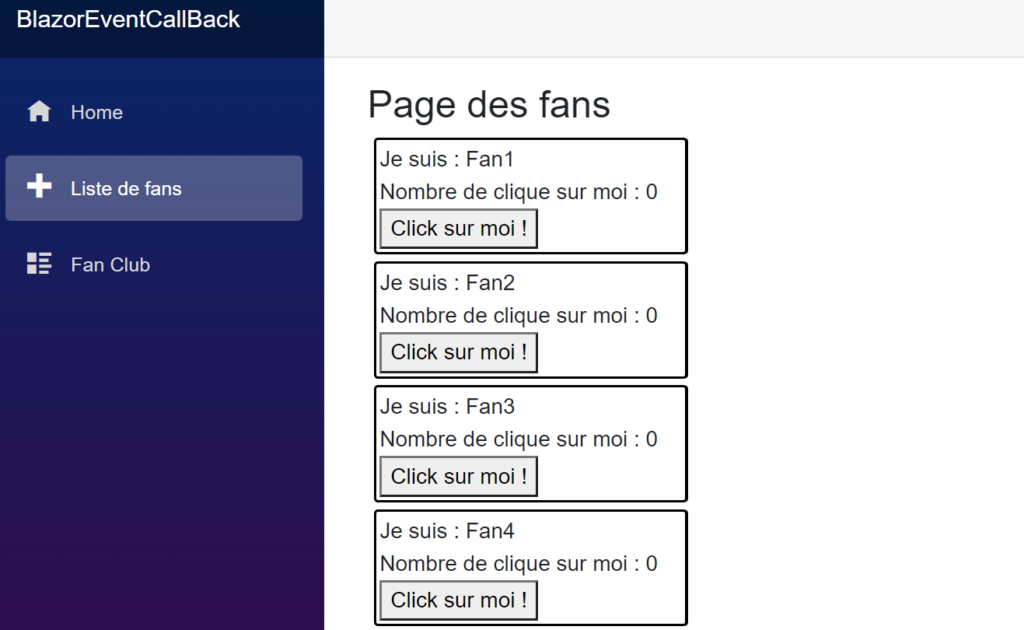 BlazorEventCallBack
Home
Liste de fans
Fan Club
Page des fans
Je suis : Fan1
Nombre de clique sur moi : 0
Click sur moi !
Je suis : Fan2
Nombre de clique sur moi : 0
Click sur moi !
Je suis : Fan3
Nombre de clique sur moi : 0
Click sur moi !
Je suis : Fan4
Nombre de clique sur moi : 0
Click sur moi !